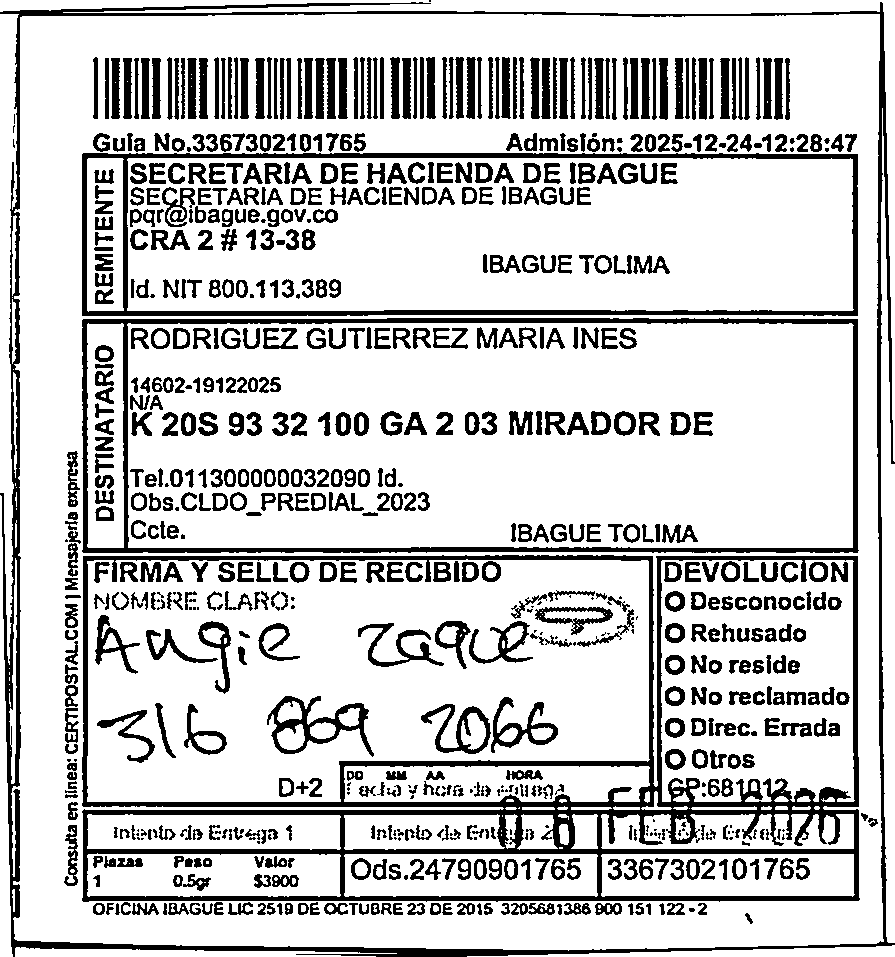 Guia No.3367302101765 Admisión: 2025-12-24-12:28:47
REMITENTE
SECRETARIA DE HACIENDA DE IBAGUE
SECRETARIA DE HACIENDA DE IBAGUE
pqr@ibague.gov.co
CRA 2 # 13-38
IBAGUE TOLIMA
Id. NIT 800.113.389
DESTINATARIO
RODRIGUEZ GUTIERREZ MARIA INES
14602-19122025
N/A
K 20S 93 32 100 GA 2 03 MIRADOR DE
Tel.011300000032090 Id.
Obs.CLDO_PREDIAL_2023
Ccte. IBAGUE TOLIMA
Consulta en línea: CERTIPOSTAL.COM | Mensajería expresa
FIRMA Y SELLO DE RECIBIDO
NOMBRE CLARO:
Angie Zaque
316 869 2066
D+2
DD MM AA HORA
Fecha y hora de entrega
DEVOLUCION
Desconocido
Rehusado
No reside
No reclamado
Direc. Errada
Otros
CP:681012
08 FEB 2026
Intento de Entrega 1 Intento de Entrega 2 Intento de Entrega
Piezas Peso Valor
1 0.5gr $3900
Ods.24790901765 3367302101765
OFICINA IBAGUE LIC 2519 DE OCTUBRE 23 DE 2015 3205681386 900 151 122 - 2